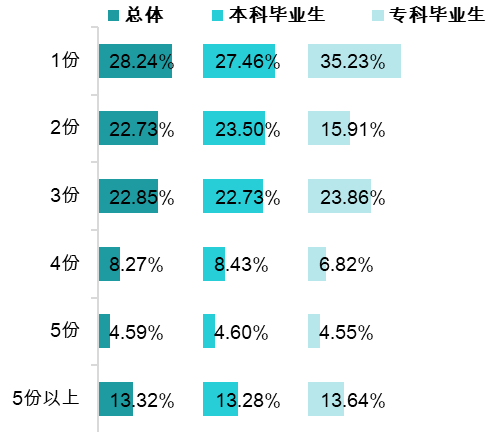 总体 本科毕业生 专科毕业生
1份 28.24% 27.46% 35.23%
2份 22.73% 23.50% 15.91%
3份 22.85% 22.73% 23.86%
4份 8.27% 8.43% 6.82%
5份 4.59% 4.60% 4.55%
5份以上 13.32% 13.28% 13.64%